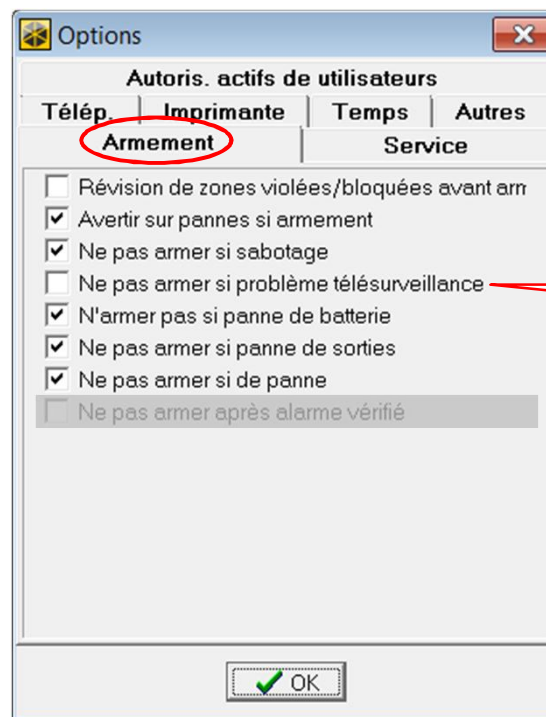 Options
Autoris. actifs de utilisateurs
Télép. Imprimante Temps Autres
Armement Service
Révision de zones violées/bloquées avant arm
Avertir sur pannes si armement
Ne pas armer si sabotage
Ne pas armer si problème télésurveillance
N'armer pas si panne de batterie
Ne pas armer si panne de sorties
Ne pas armer si de panne
Ne pas armer après alarme vérifié
OK